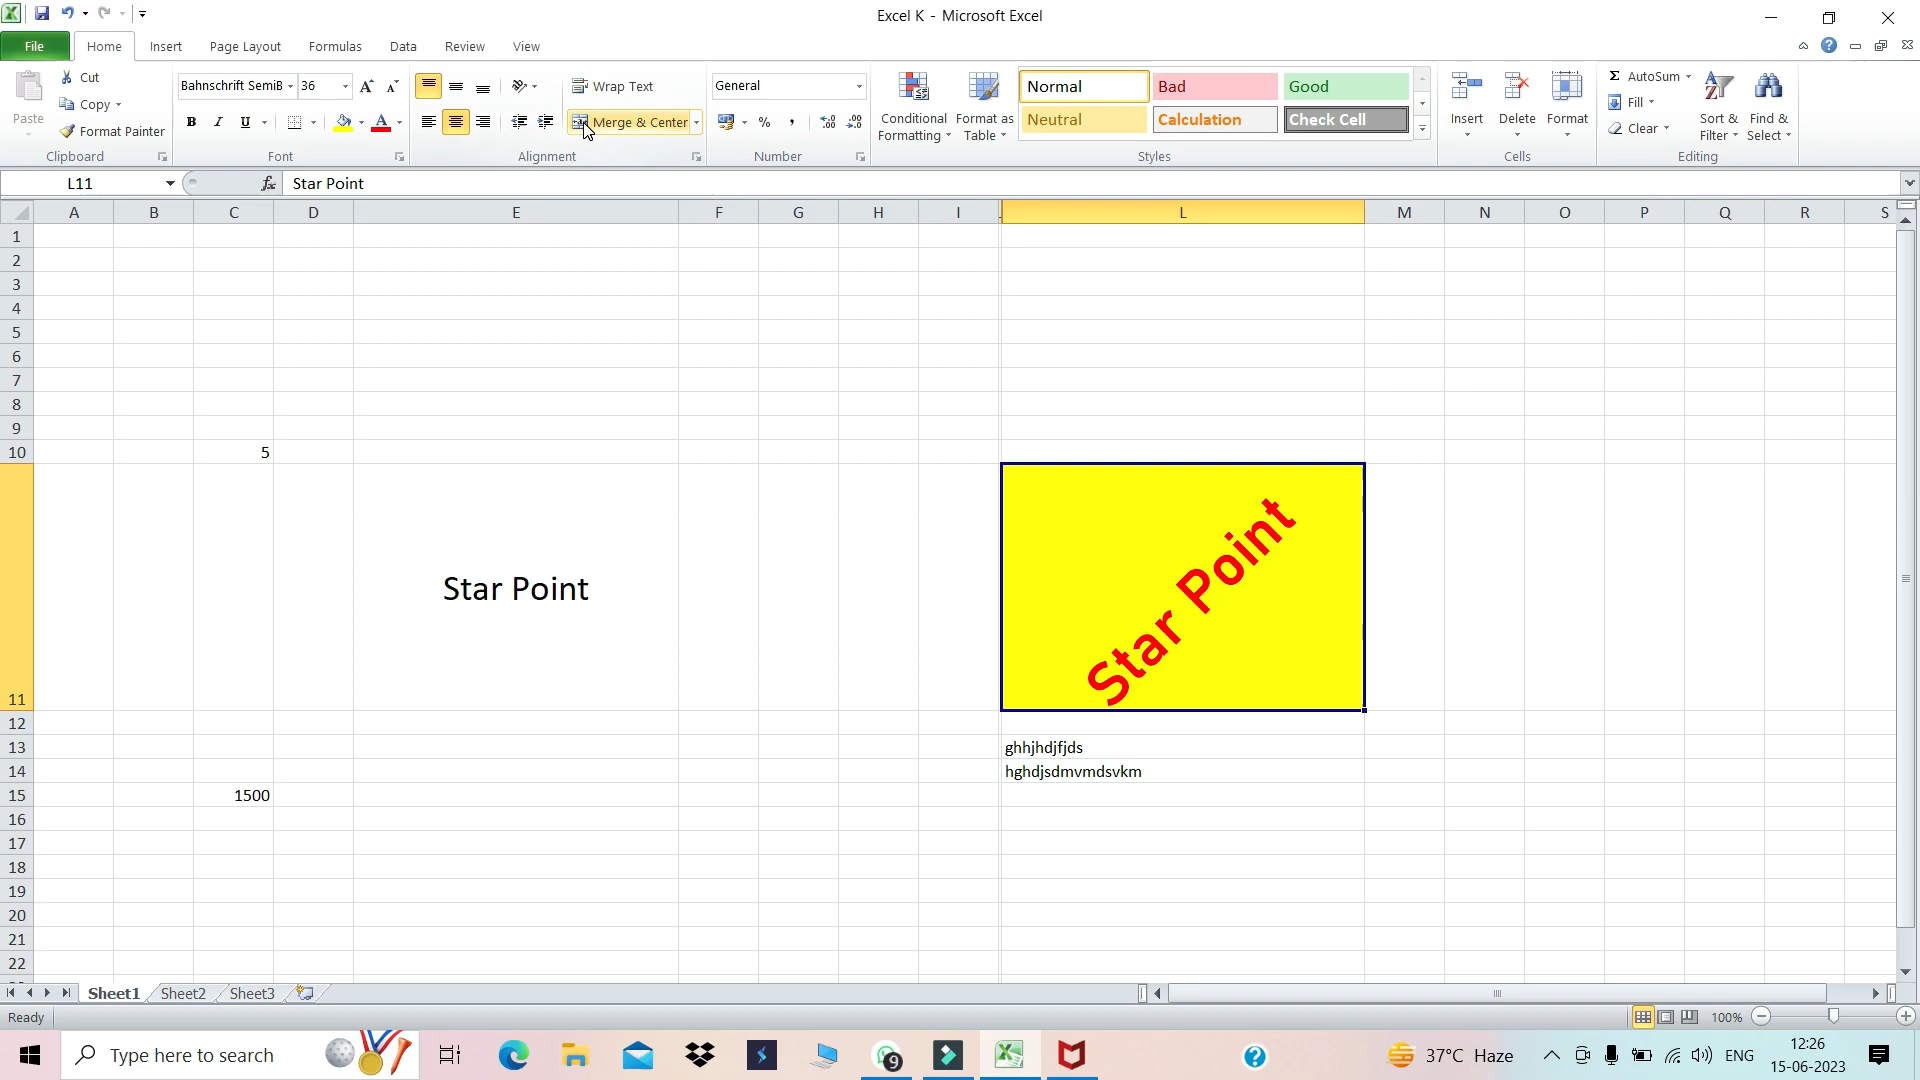 Excel K - Microsoft Excel
File Home Insert Page Layout Formulas Data Review View
Paste
Cut
Copy
Format Painter
Clipboard
Bahnschrift SemiB 36
B I U
Font
Wrap Text
Merge & Center
Alignment
General
%
Number
Conditional
Formatting
Format as
Table
Normal Bad Good
Neutral Calculation Check Cell
Styles
Insert Delete Format
Cells
Σ AutoSum
Fill
Clear
Sort &
Filter
Find &
Select
Editing
L11 fx Star Point
A B C D E F G H I L M N O P Q R S
1
2
3
4
5
6
7
8
9
10 5
11 Star Point Star Point
12
13 ghhjhdjfjds
14 hghdjsdmvmdsvkm
15 1500
16
17
18
19
20
21
22
Sheet1 Sheet2 Sheet3
Ready 100%
Type here to search
9
37°C Haze
ENG
12:26
15-06-2023